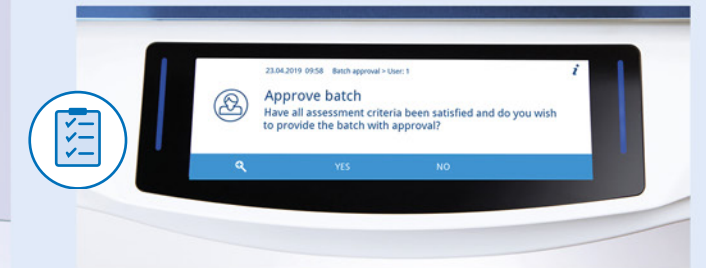 23.04.2019 09:58 Batch approval > User: 1
i
Approve batch
Have all assessment criteria been satisfied and do you wish
to provide the batch with approval?
YES NO